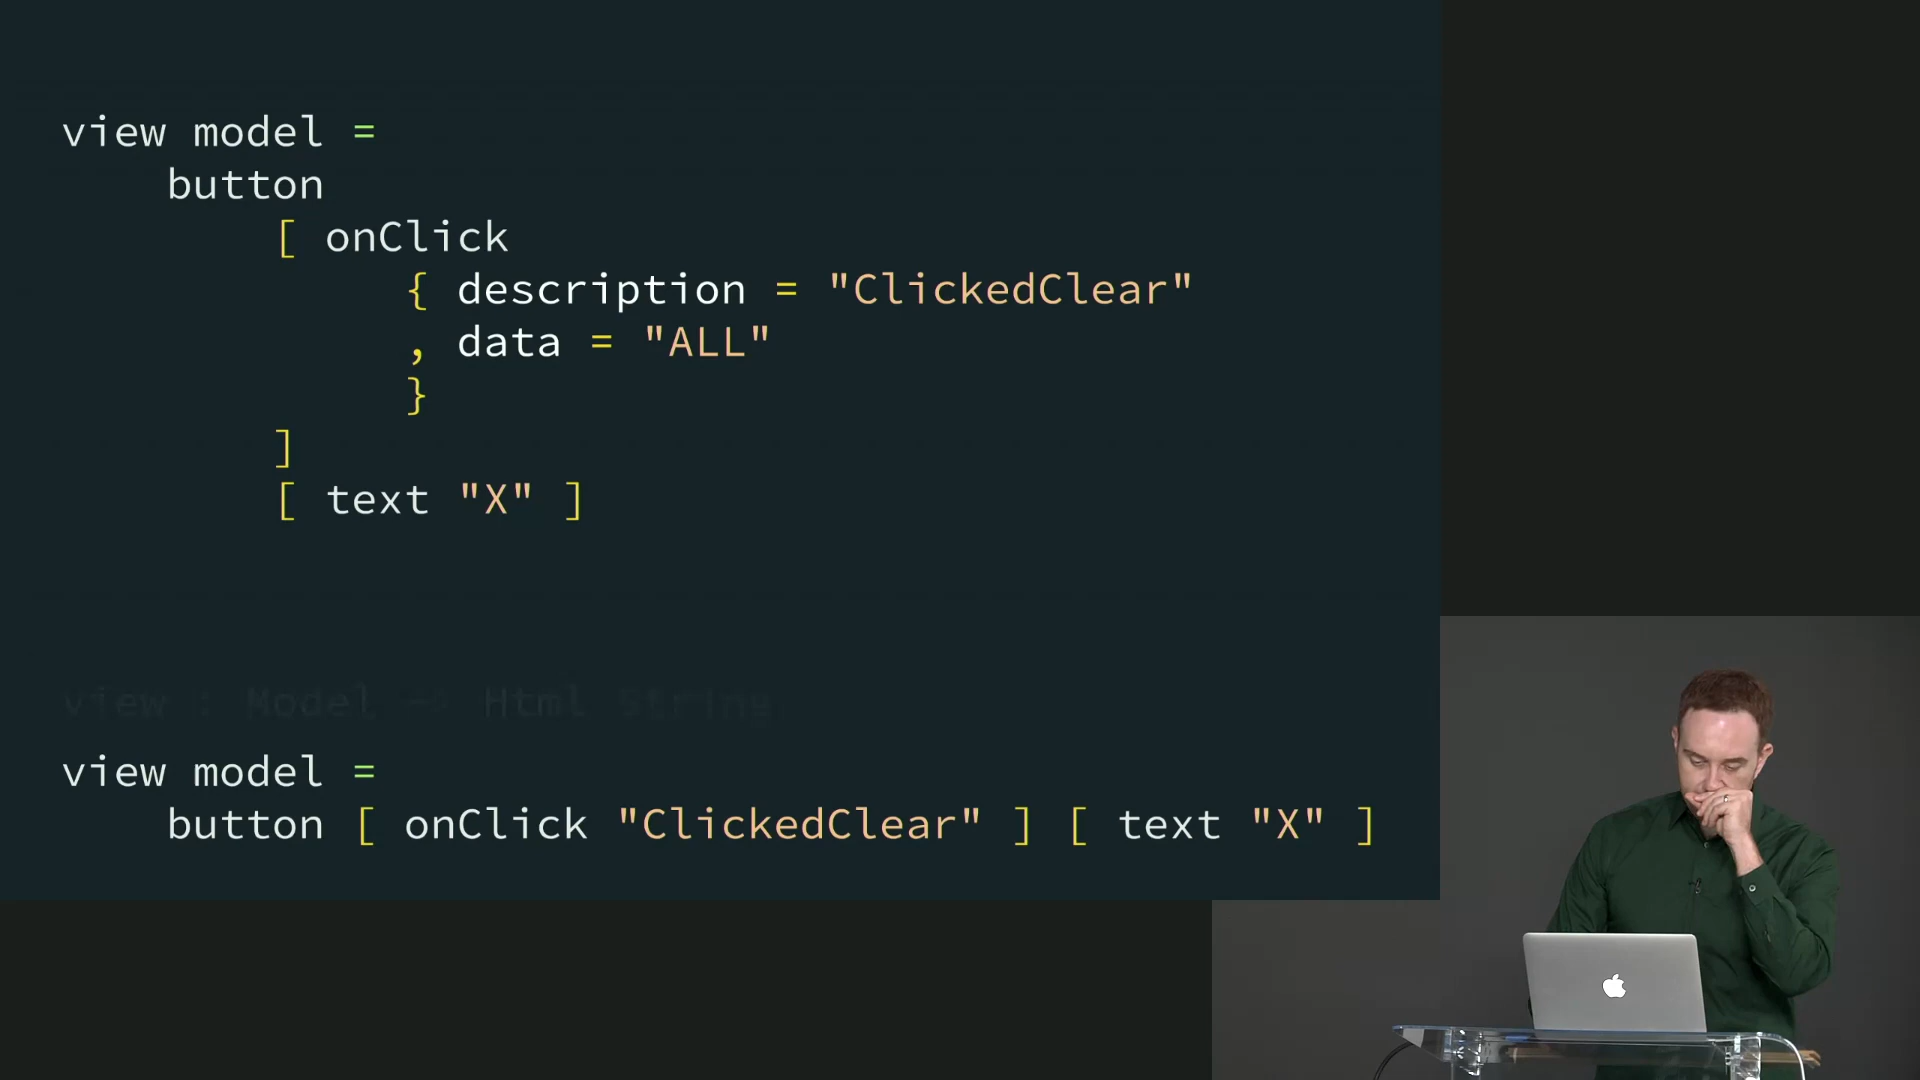 view model =
button
[ onClick
{ description = "ClickedClear"
, data = "ALL"
}
]
[ text "X" ]
view : Model -> Html String
view model =
button [ onClick "ClickedClear" ] [ text "X" ]